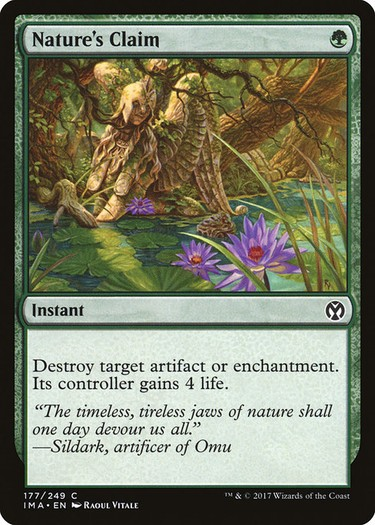 Nature's Claim
Instant
Destroy target artifact or enchantment.
Its controller gains 4 life.
"The timeless, tireless jaws of nature shall
one day devour us all."
—Sildark, artificer of Omu
177/249 C
IMA • EN Raoul Vitale
™ & © 2017 Wizards of the Coast